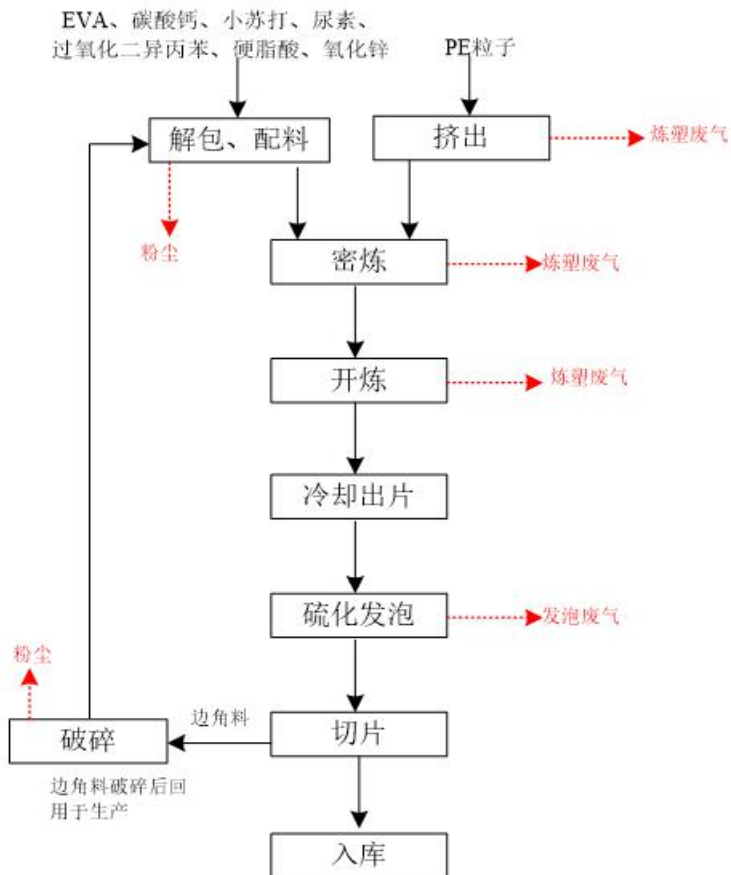 EVA、碳酸钙、小苏打、尿素、
过氧化二异丙苯、硬脂酸、氧化锌
PE粒子
解包、配料
挤出
炼塑废气
粉尘
密炼
炼塑废气
开炼
炼塑废气
冷却出片
硫化发泡
发泡废气
粉尘
边角料
破碎
切片
边角料破碎后回
用于生产
入库